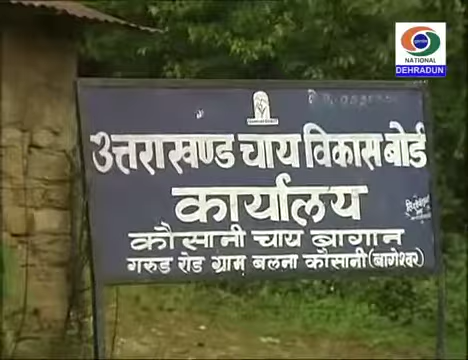 NATIONAL
DEHRADUN
उत्तराखण्ड चाय विकास बोर्ड
कार्यालय
कौसानी चाय बागान
गरुड़ रोड ग्राम बलना कौसानी (बागेश्वर)